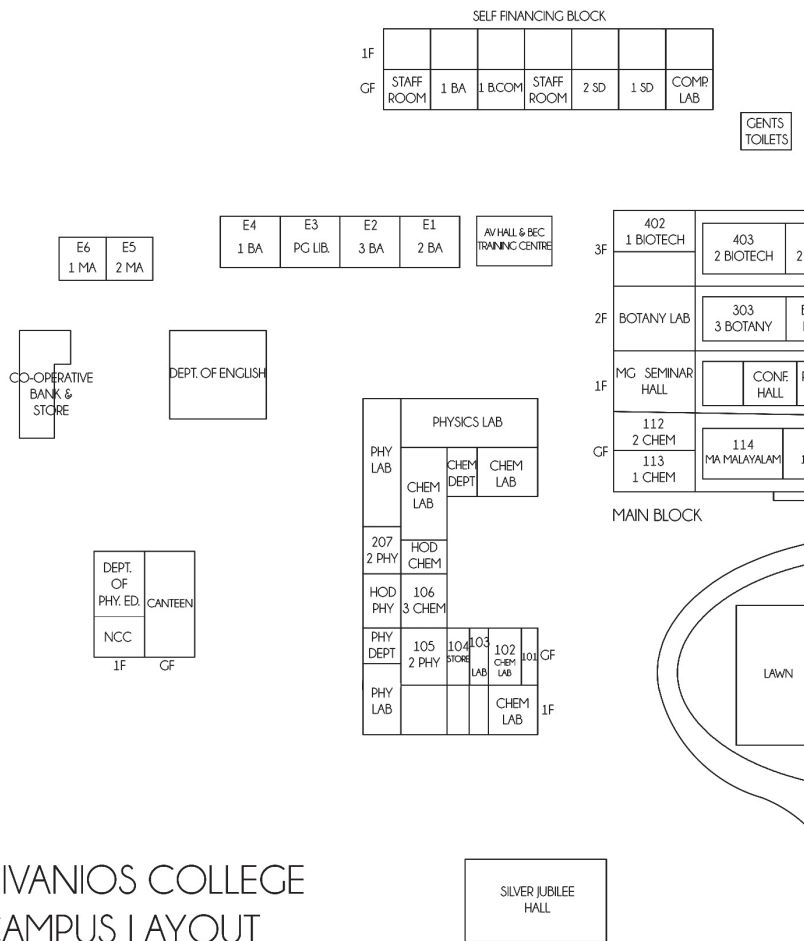 SELF FINANCING BLOCK
1F
GF
STAFF
ROOM
1 BA
1 B.COM
STAFF
ROOM
2 SD
1 SD
COMP.
LAB
GENTS
TOILETS
E6
1 MA
E5
2 MA
E4
1 BA
E3
PG LIB.
E2
3 BA
E1
2 BA
AV HALL & BEC
TRAINING CENTRE
3F
402
1 BIOTECH
403
2 BIOTECH
2
2F
BOTANY LAB
303
3 BOTANY
1F
MG SEMINAR
HALL
CONF.
HALL
GF
112
2 CHEM
113
1 CHEM
114
MA MALAYALAM
1
MAIN BLOCK
CO-OPERATIVE
BANK &
STORE
DEPT. OF ENGLISH
PHYSICS LAB
PHY
LAB
CHEM
LAB
CHEM
DEPT
CHEM
LAB
207
2 PHY
HOD
CHEM
HOD
PHY
106
3 CHEM
PHY
DEPT
105
2 PHY
104
STORE
103
LAB
102
CHEM
LAB
101
GF
PHY
LAB
CHEM
LAB
1F
DEPT.
OF
PHY. ED.
CANTEEN
NCC
1F
GF
LAWN
IVANIOS COLLEGE
CAMPUS LAYOUT
SILVER JUBILEE
HALL